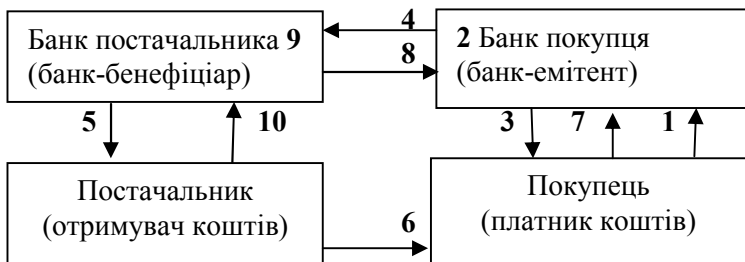 4
Банк постачальника 9
(банк-бенефіціар)
8
2 Банк покупця
(банк-емітент)
5
10
3
7
1
Постачальник
(отримувач коштів)
6
Покупець
(платник коштів)